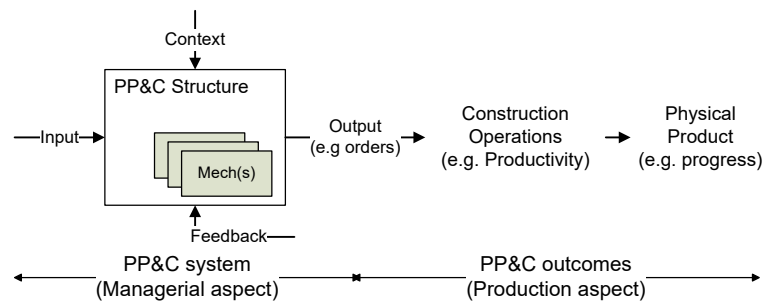 Context
PP&C Structure
Input
Mech(s)
Output
(e.g orders)
Construction
Operations
(e.g. Productivity)
Physical
Product
(e.g. progress)
Feedback
PP&C system
(Managerial aspect)
PP&C outcomes
(Production aspect)